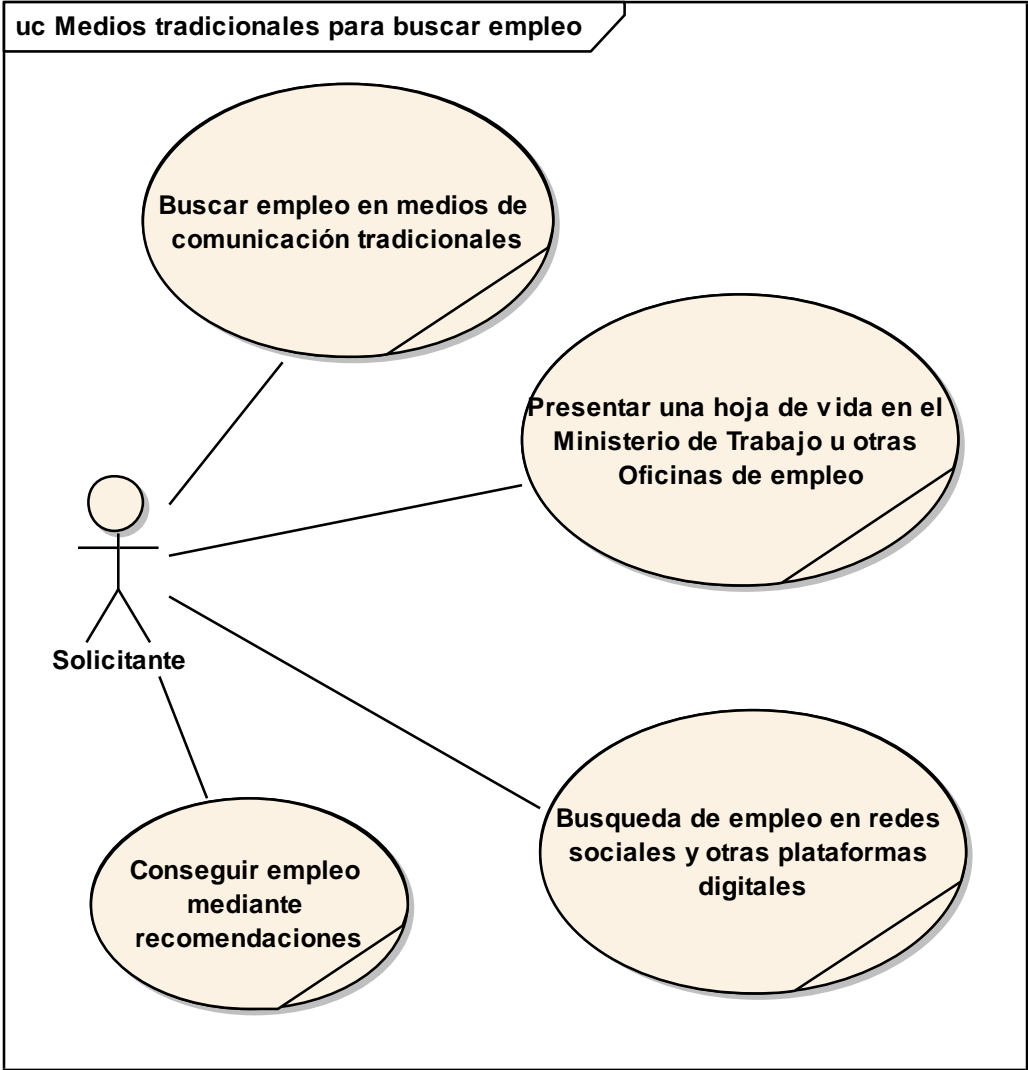 uc Medios tradicionales para buscar empleo
Buscar empleo en medios de
comunicación tradicionales
Presentar una hoja de vida en el
Ministerio de Trabajo u otras
Oficinas de empleo
Solicitante
Busqueda de empleo en redes
sociales y otras plataformas
digitales
Conseguir empleo
mediante
recomendaciones